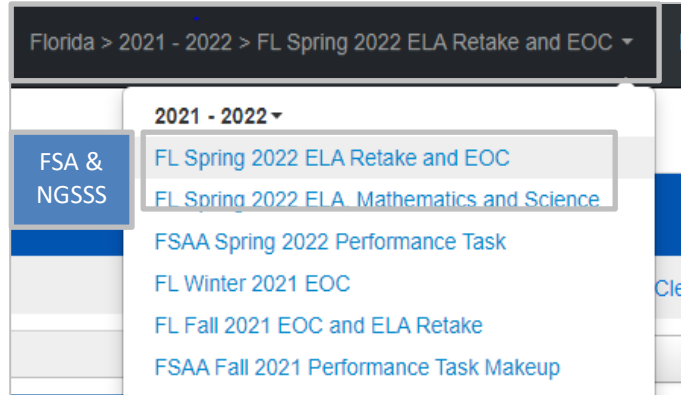 Florida > 2021 - 2022 > FL Spring 2022 ELA Retake and EOC
2021 - 2022
FSA &
NGSSS
FL Spring 2022 ELA Retake and EOC
FL Spring 2022 ELA Mathematics and Science
FSAA Spring 2022 Performance Task
FL Winter 2021 EOC
FL Fall 2021 EOC and ELA Retake
FSAA Fall 2021 Performance Task Makeup